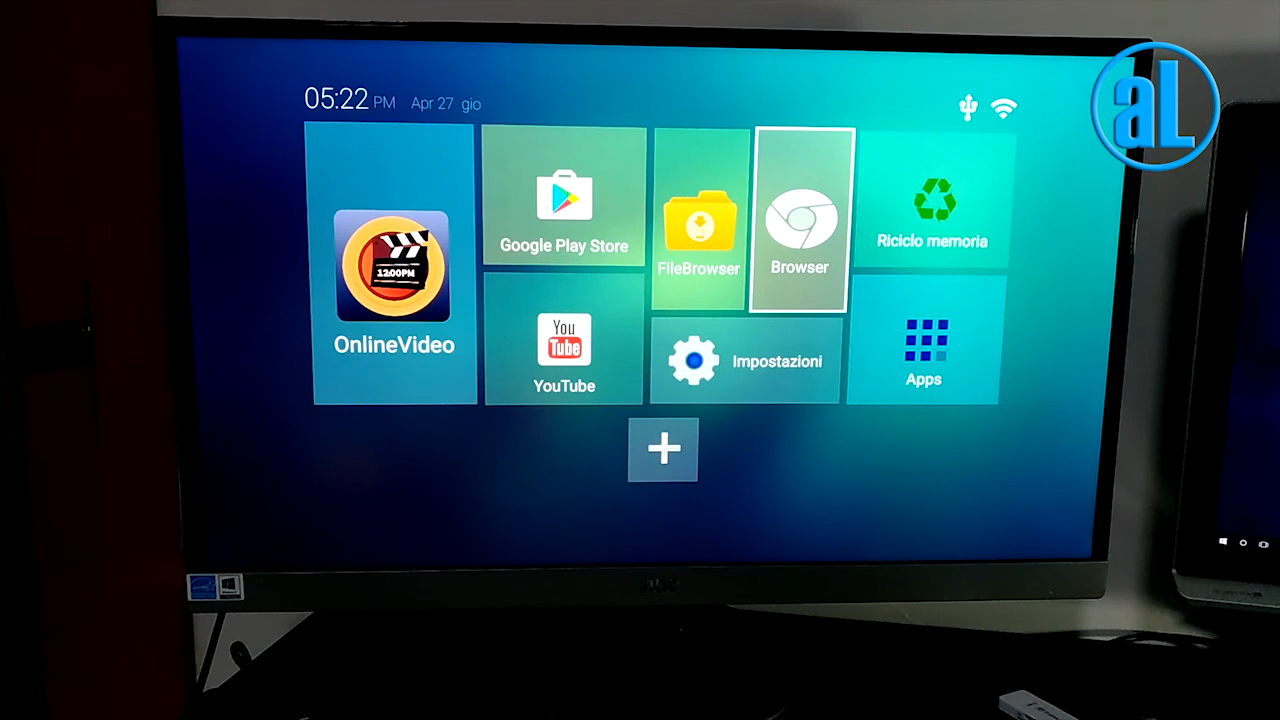 05:22 PM Apr 27 gio
aL
Google Play Store
FileBrowser
Browser
Riciclo memoria
12:00PM
OnlineVideo
You
Tube
YouTube
Impostazioni
Apps
AOC